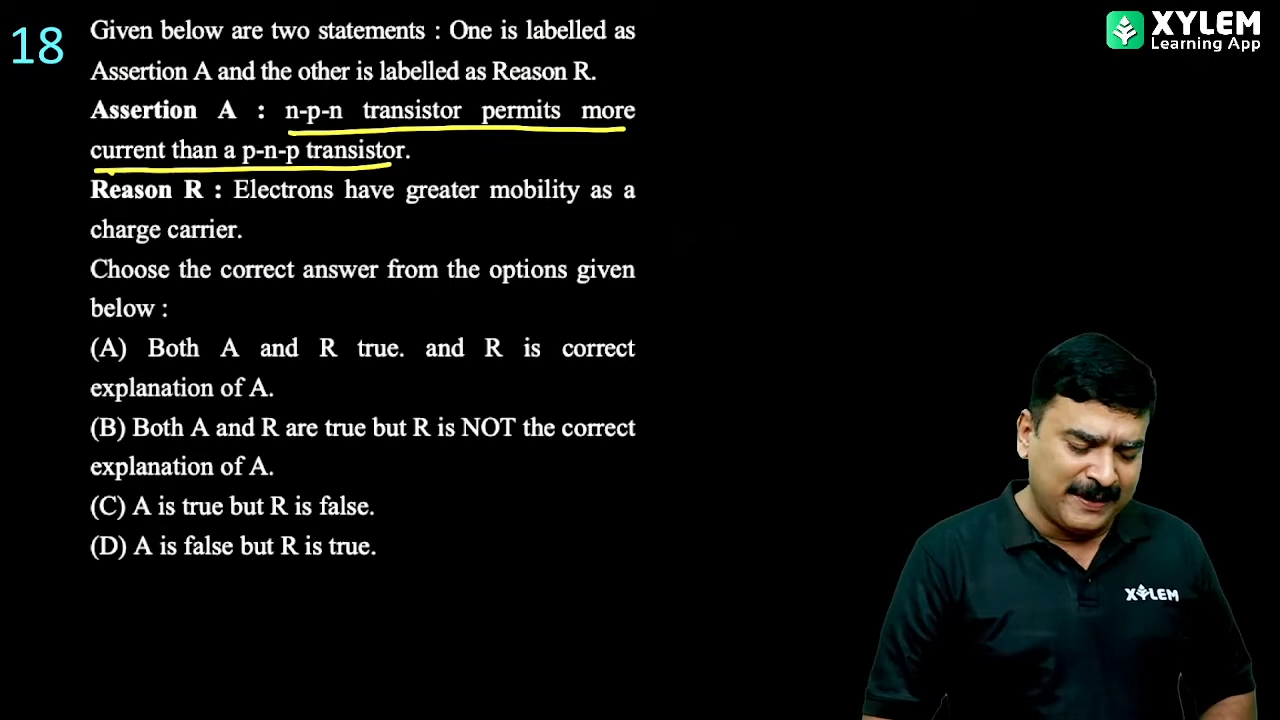 18
Given below are two statements : One is labelled as
Assertion A and the other is labelled as Reason R.
Assertion A : n-p-n transistor permits more
current than a p-n-p transistor.
Reason R : Electrons have greater mobility as a
charge carrier.
Choose the correct answer from the options given
below :
(A) Both A and R true. and R is correct
explanation of A.
(B) Both A and R are true but R is NOT the correct
explanation of A.
(C) A is true but R is false.
(D) A is false but R is true.
XYLEM
Learning App
XYLEM